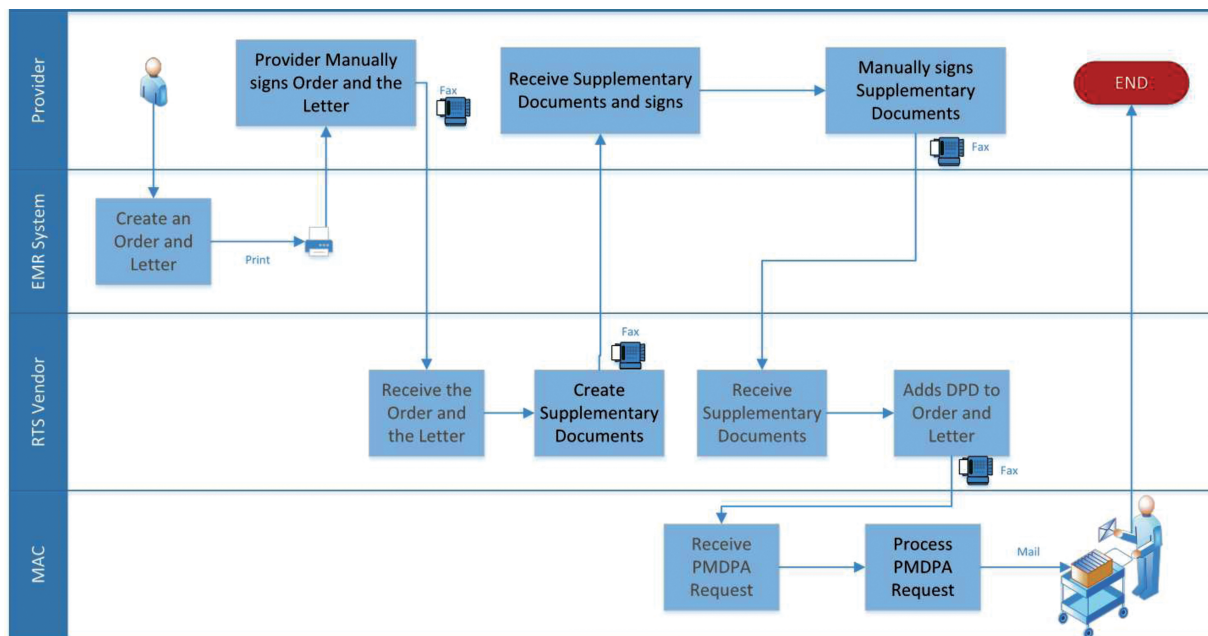 Provider
Provider Manually
signs Order and the
Letter
Fax
Receive Supplementary
Documents and signs
Manually signs
Supplementary
Documents
Fax
END
EMR System
Create an
Order and
Letter
Print
RTS Vendor
Receive the
Order and
the Letter
Fax
Create
Supplementary
Documents
Receive
Supplementary
Documents
Adds DPD to
Order and
Letter
Fax
MAC
Receive
PMDPA
Request
Process
PMDPA
Request
Mail